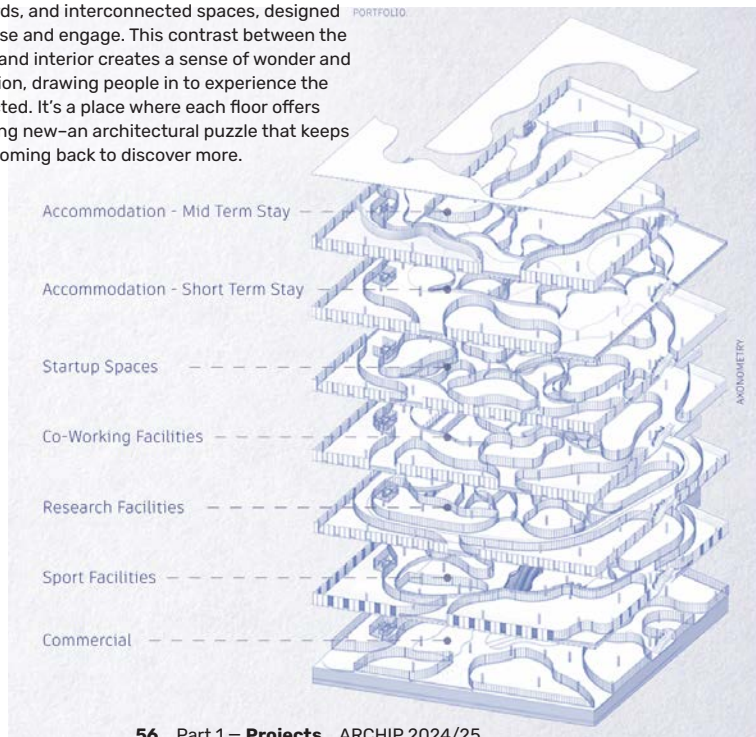 PORTFOLIO
ds, and interconnected spaces, designed
se and engage. This contrast between the
and interior creates a sense of wonder and
ion, drawing people in to experience the
ted. It's a place where each floor offers
ng new–an architectural puzzle that keeps
oming back to discover more.
Accommodation - Mid Term Stay
Accommodation - Short Term Stay
Startup Spaces
Co-Working Facilities
Research Facilities
Sport Facilities
Commercial
AXONOMETRY
56 Part 1 — Projects ARCHIP 2024/25